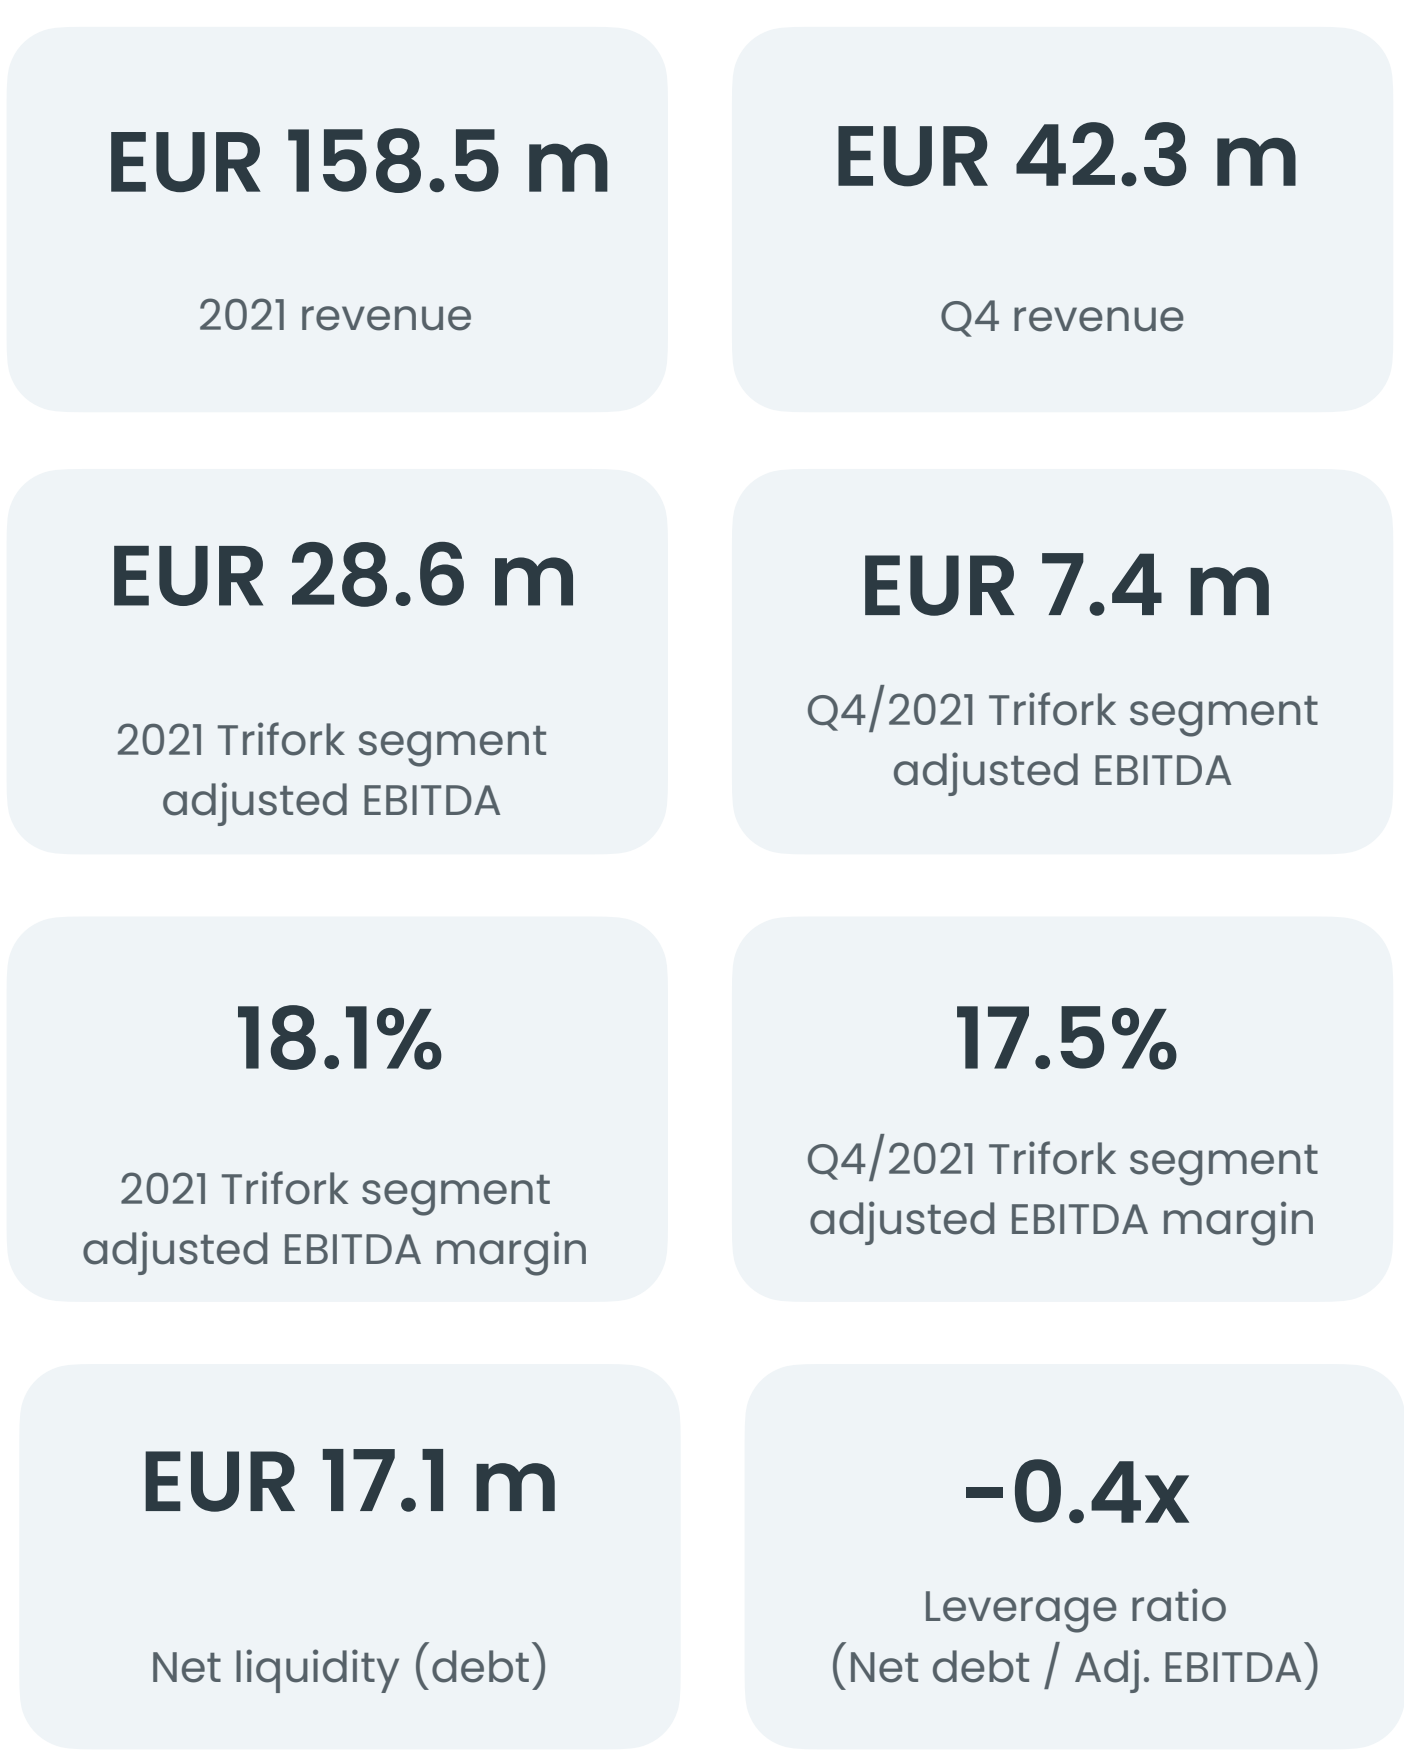 EUR 158.5 m
2021 revenue
EUR 42.3 m
Q4 revenue
EUR 28.6 m
2021 Trifork segment
adjusted EBITDA
EUR 7.4 m
Q4/2021 Trifork segment
adjusted EBITDA
18.1%
2021 Trifork segment
adjusted EBITDA margin
17.5%
Q4/2021 Trifork segment
adjusted EBITDA margin
EUR 17.1 m
Net liquidity (debt)
-0.4x
Leverage ratio
(Net debt / Adj. EBITDA)